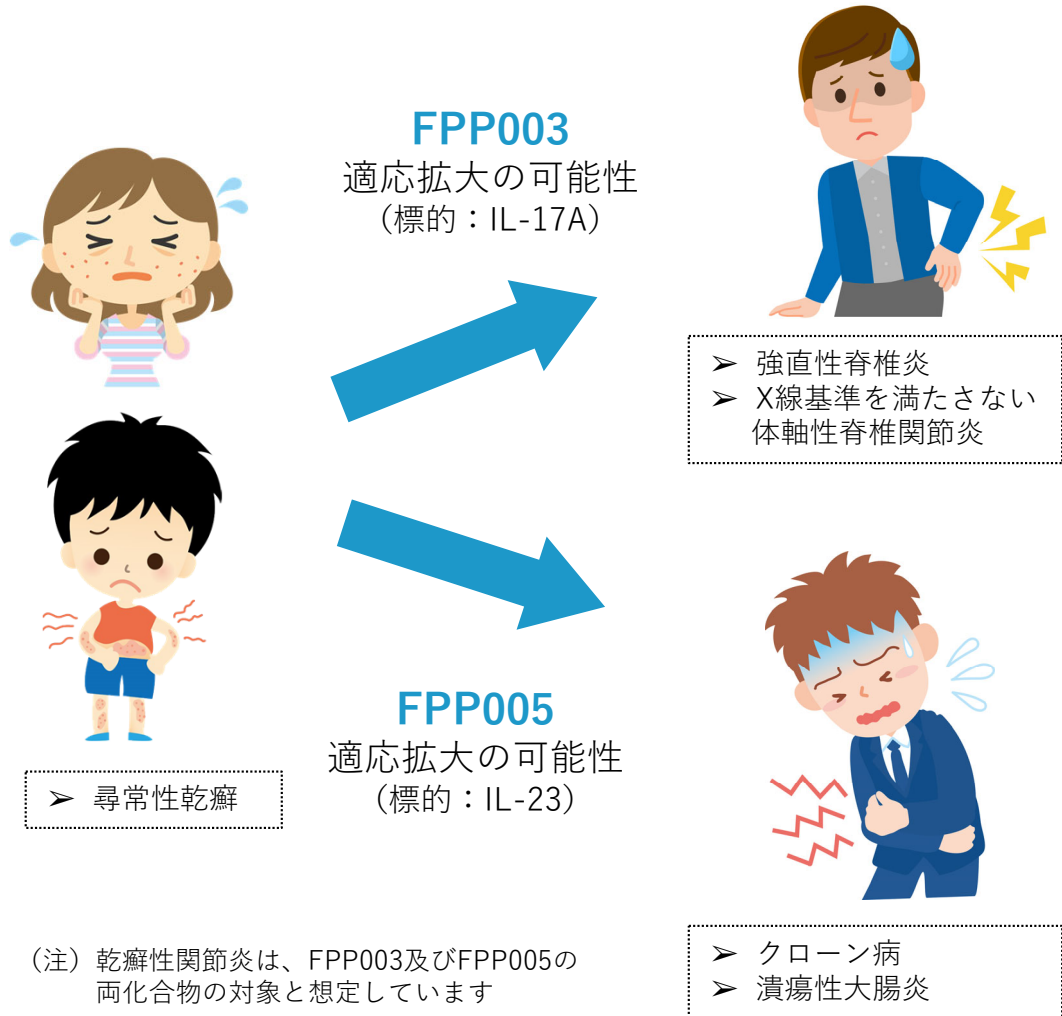 FPP003
適応拡大の可能性
（標的：IL-17A）
➢ 強直性脊椎炎
➢ X線基準を満たさない
体軸性脊椎関節炎
FPP005
適応拡大の可能性
（標的：IL-23）
➢ 尋常性乾癬
（注）乾癬性関節炎は、FPP003及びFPP005の
両化合物の対象と想定しています
➢ クローン病
➢ 潰瘍性大腸炎